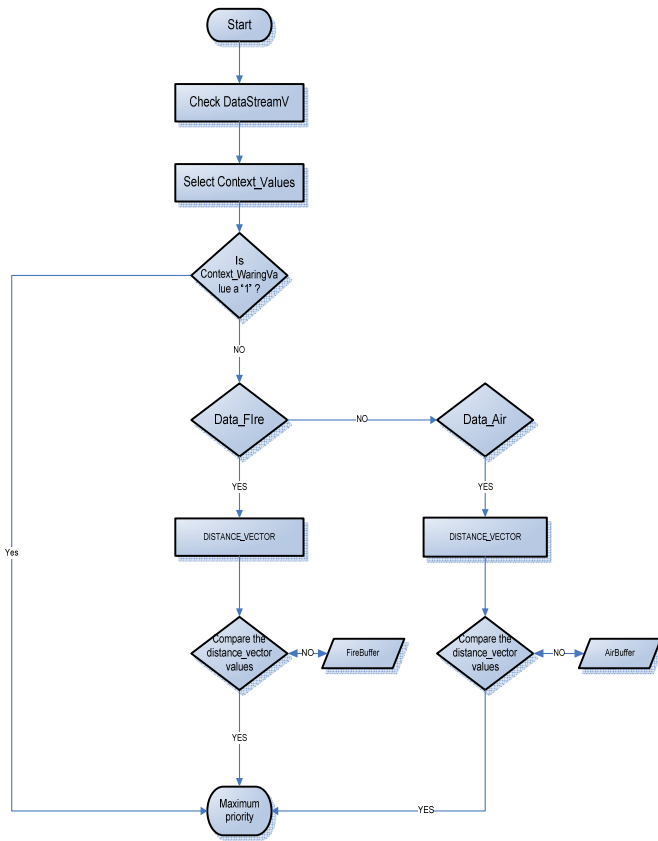 Start
Check DataStreamV
Select Context_Values
Is
Context_WaringVa
lue a "1" ?
NO
Data_FIre
NO
Data_Air
YES
YES
DISTANCE_VECTOR
DISTANCE_VECTOR
Yes
Compare the
distance_vector
values
NO
FireBuffer
Compare the
distance_vector
values
NO
AirBuffer
YES
Maximum
priority
YES